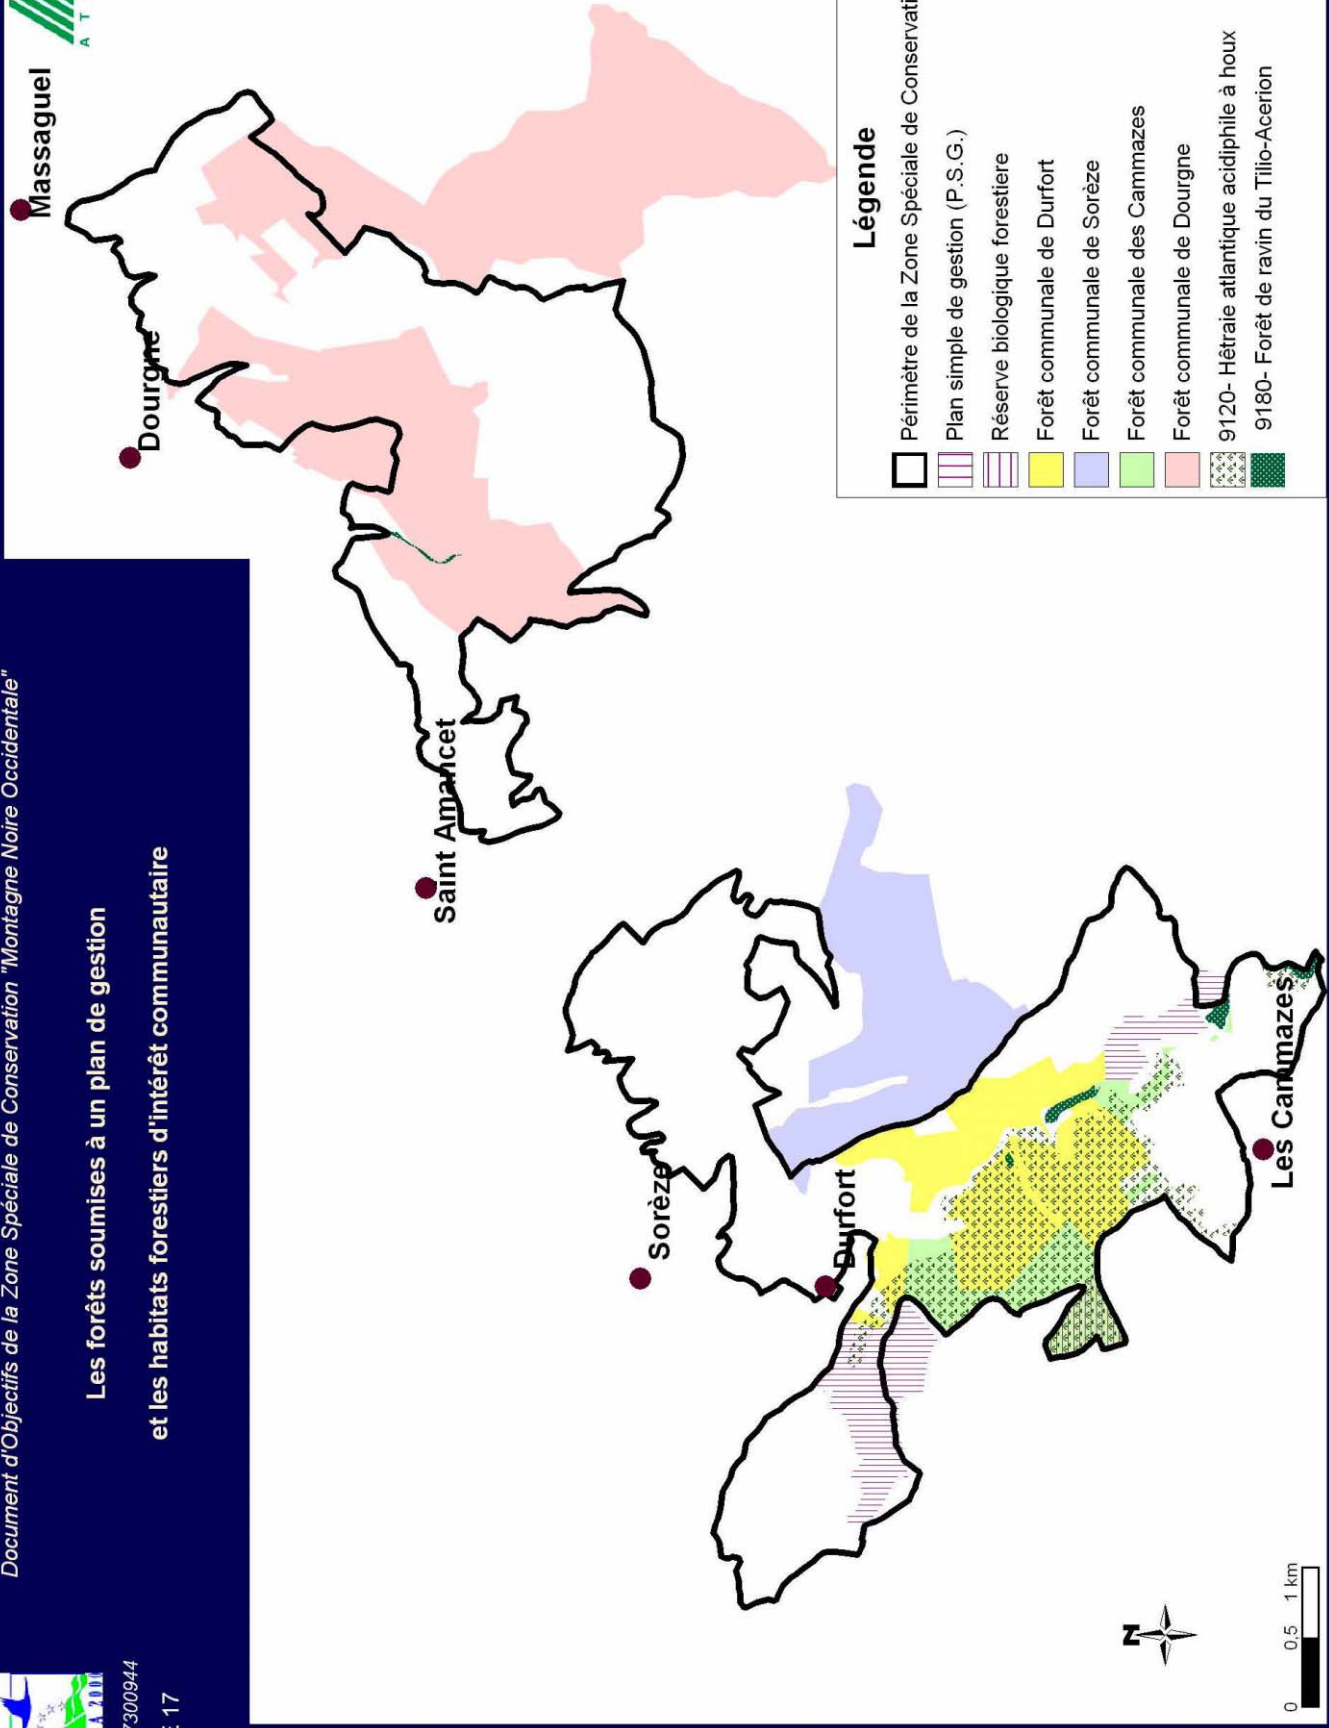 Document d'Objectifs de la Zone Spéciale de Conservation "Montagne Noire Occidentale"
Les forêts soumises à un plan de gestion
et les habitats forestiers d'intérêt communautaire
7300944
17
A T
Massaguel
Dourgne
Saint Amancet
Sorèze
Durfort
Les Cammazes
Légende
Périmètre de la Zone Spéciale de
Plan simple de gestion (P.S.G.)
Réserve biologique forestiere
Forêt communale de Durfort
Forêt communale de Sorèze
Forêt communale des Cammazes
Forêt communale de Dourgne
9120- Hêtraie atlantique acidiphile à houx
9180- Forêt de ravin du Tilio-Acerion
N
0 0,5 1 km